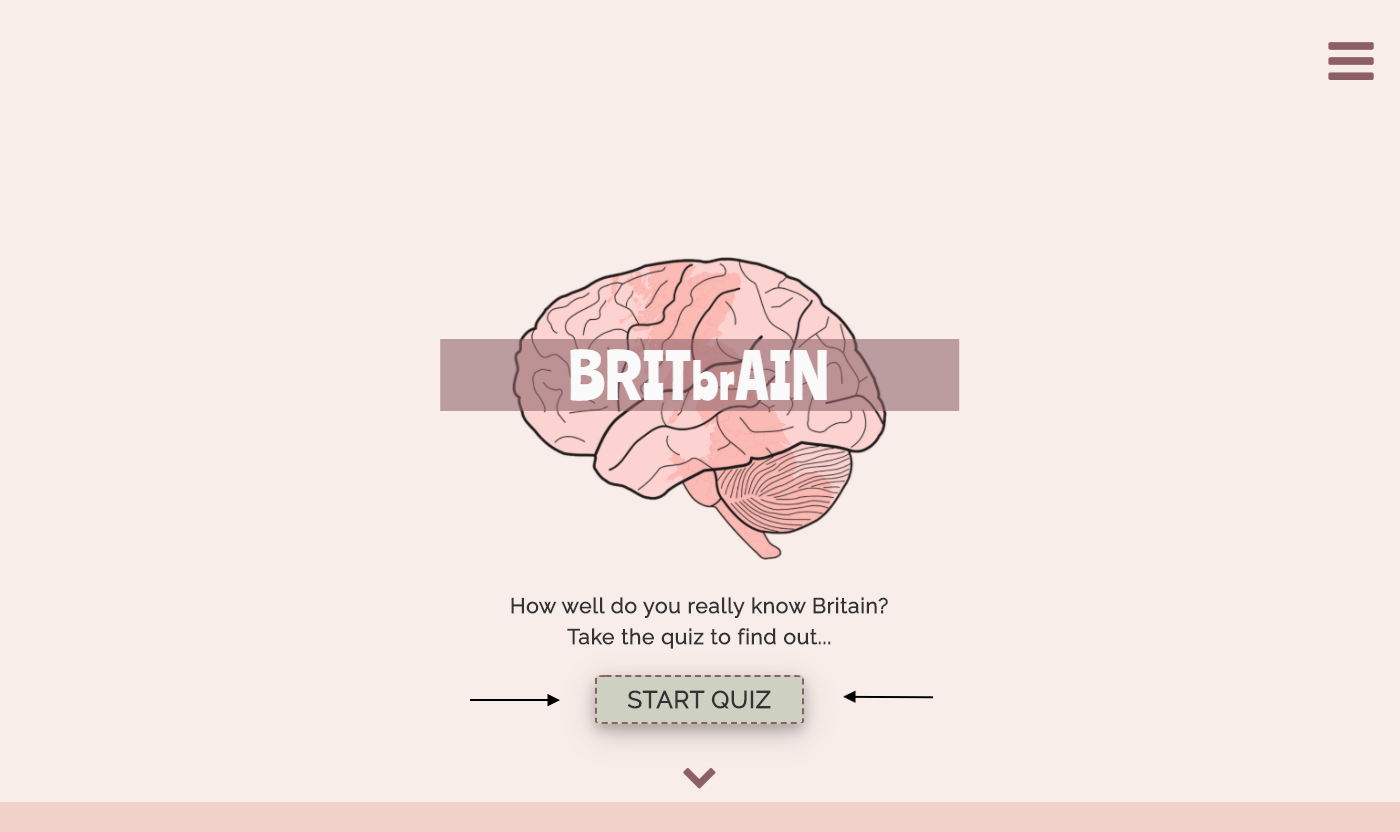 BRITbrAIN
How well do you really know Britain?
Take the quiz to find out...
START QUIZ